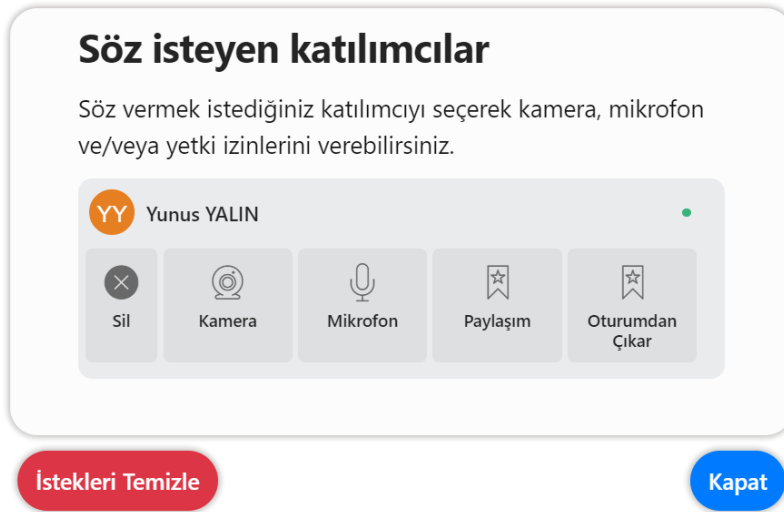 Söz isteyen katılımcılar
Söz vermek istediğiniz katılımcıyı seçerek kamera, mikrofon
ve/veya yetki izinlerini verebilirsiniz.
YY Yunus YALIN
Sil Kamera Mikrofon Paylaşım Oturumdan
Çıkar
İstekleri Temizle Kapat